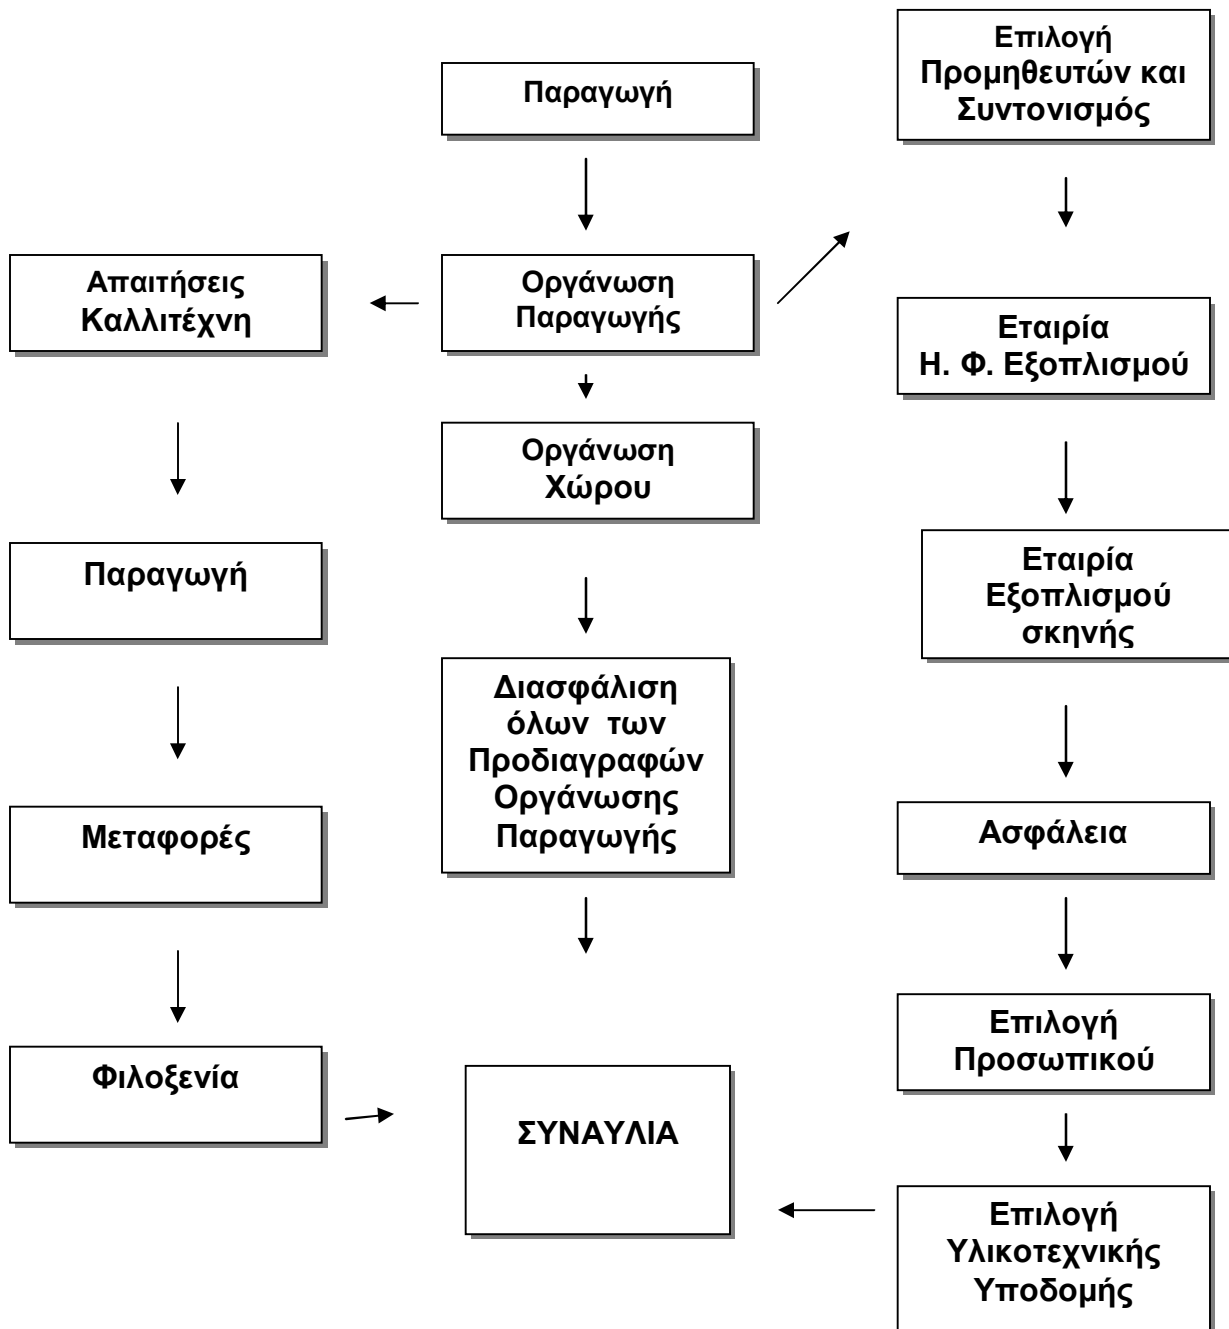 Παραγωγή
Επιλογή
Προμηθευτών και
Συντονισμός
Απαιτήσεις
Καλλιτέχνη
Οργάνωση
Παραγωγής
Εταιρία
Η. Φ. Εξοπλισμού
Οργάνωση
Χώρου
Παραγωγή
Εταιρία
Εξοπλισμού
σκηνής
Διασφάλιση
όλων των
Προδιαγραφών
Οργάνωσης
Παραγωγής
Μεταφορές
Ασφάλεια
Επιλογή
Προσωπικού
Φιλοξενία
ΣΥΝΑΥΛΙΑ
Επιλογή
Υλικοτεχνικής
Υποδομής